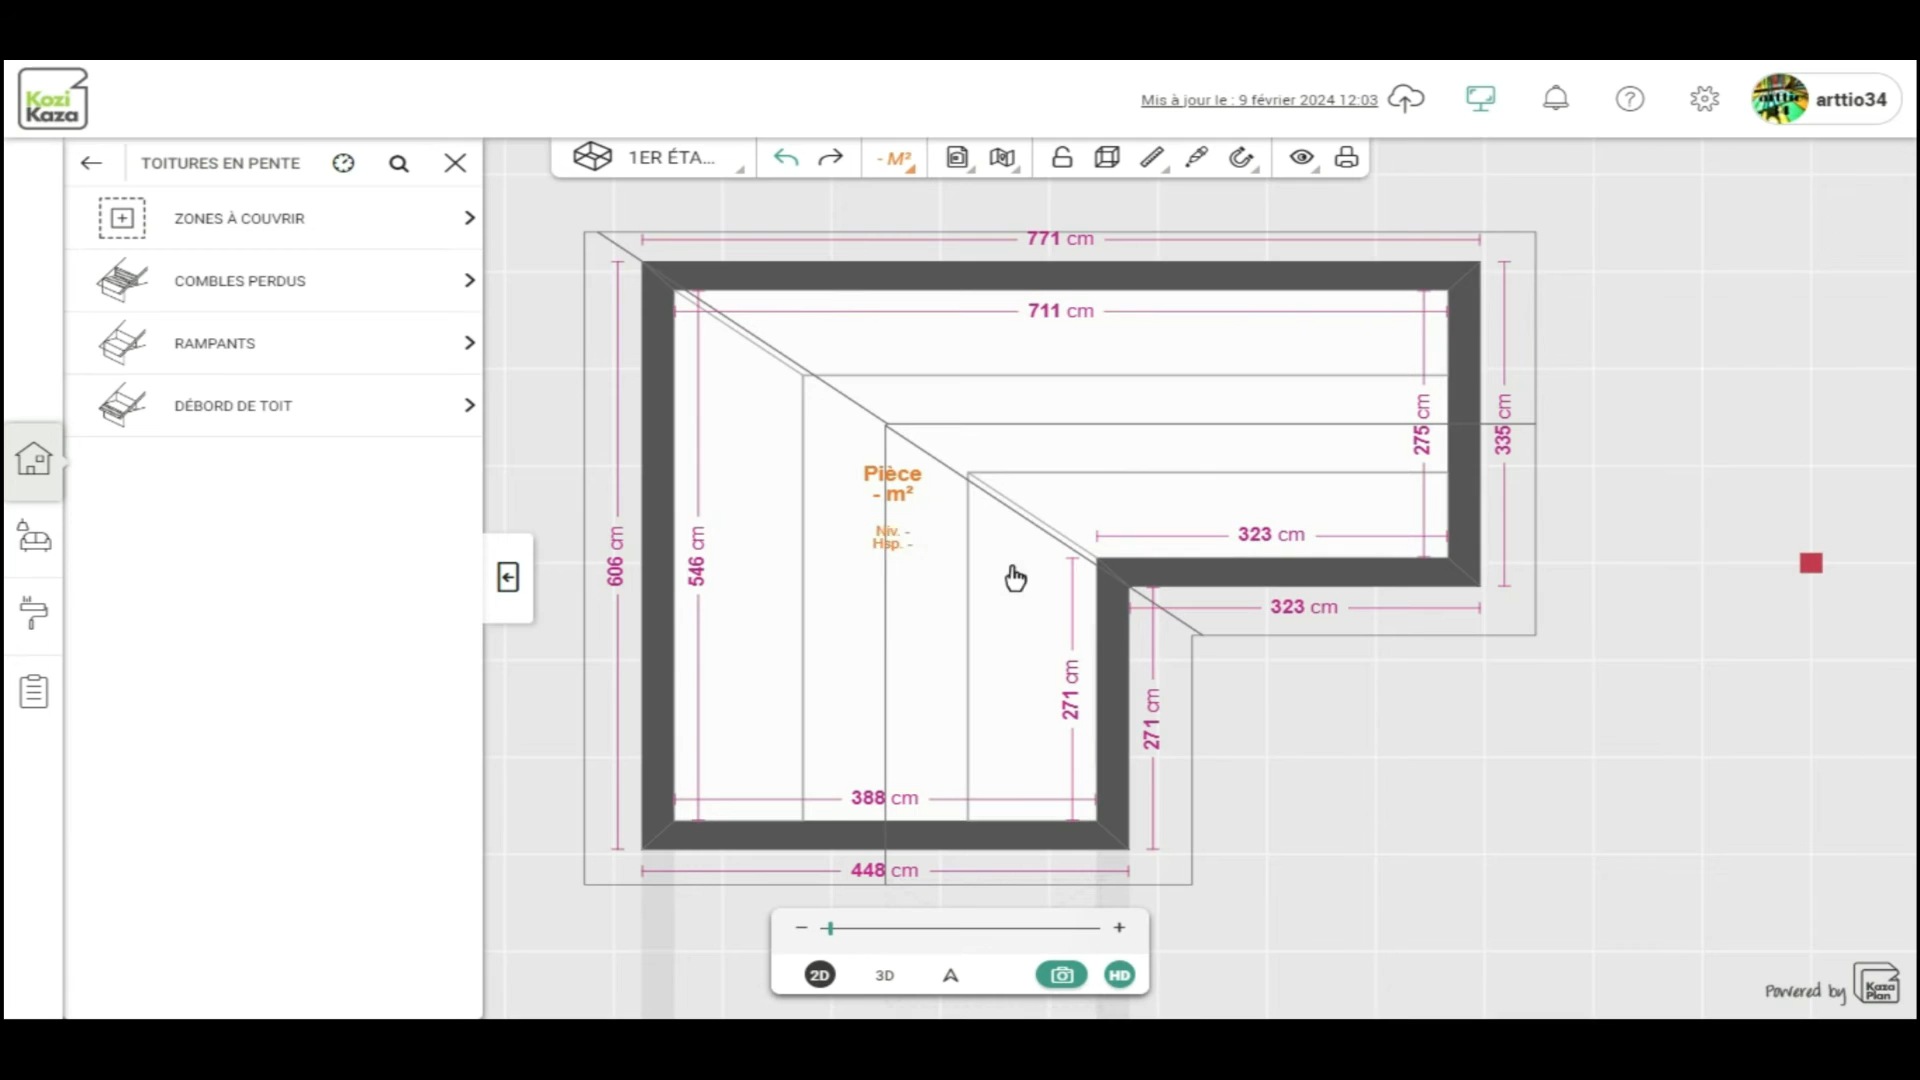 Kozi
Kaza
Mis à jour le : 9 février 2024 12:03
arttio34
TOITURES EN PENTE
1ER ÉTA...
- M²
ZONES À COUVRIR
COMBLES PERDUS
RAMPANTS
DÉBORD DE TOIT
771 cm
711 cm
275 cm
335 cm
Pièce
- m²
Niv. -
Hsp. -
323 cm
606 cm
546 cm
323 cm
271 cm
271 cm
388 cm
448 cm
2D
3D
HD
Powered by
Kaza
Plan